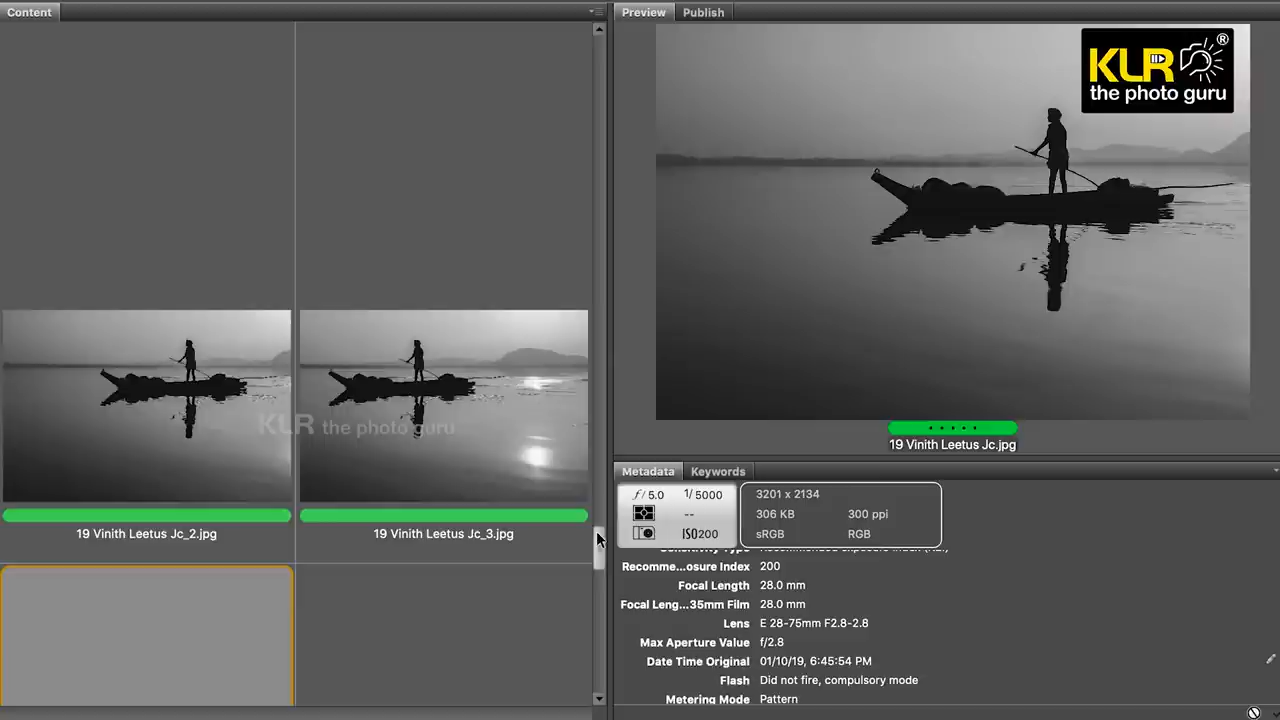 Content
Preview
Publish
KLR
®
the photo guru
KLR the photo guru
19 Vinith Leetus Jc_2.jpg
19 Vinith Leetus Jc_3.jpg
19 Vinith Leetus Jc.jpg
Metadata
Keywords
ƒ/ 5.0 1/ 5000
--
ISO200
3201 x 2134
306 KB 300 ppi
sRGB RGB
Recomme...osure Index 200
Focal Length 28.0 mm
Focal Leng...35mm Film 28.0 mm
Lens E 28-75mm F2.8-2.8
Max Aperture Value f/2.8
Date Time Original 01/10/19, 6:45:54 PM
Flash Did not fire, compulsory mode
Metering Mode Pattern